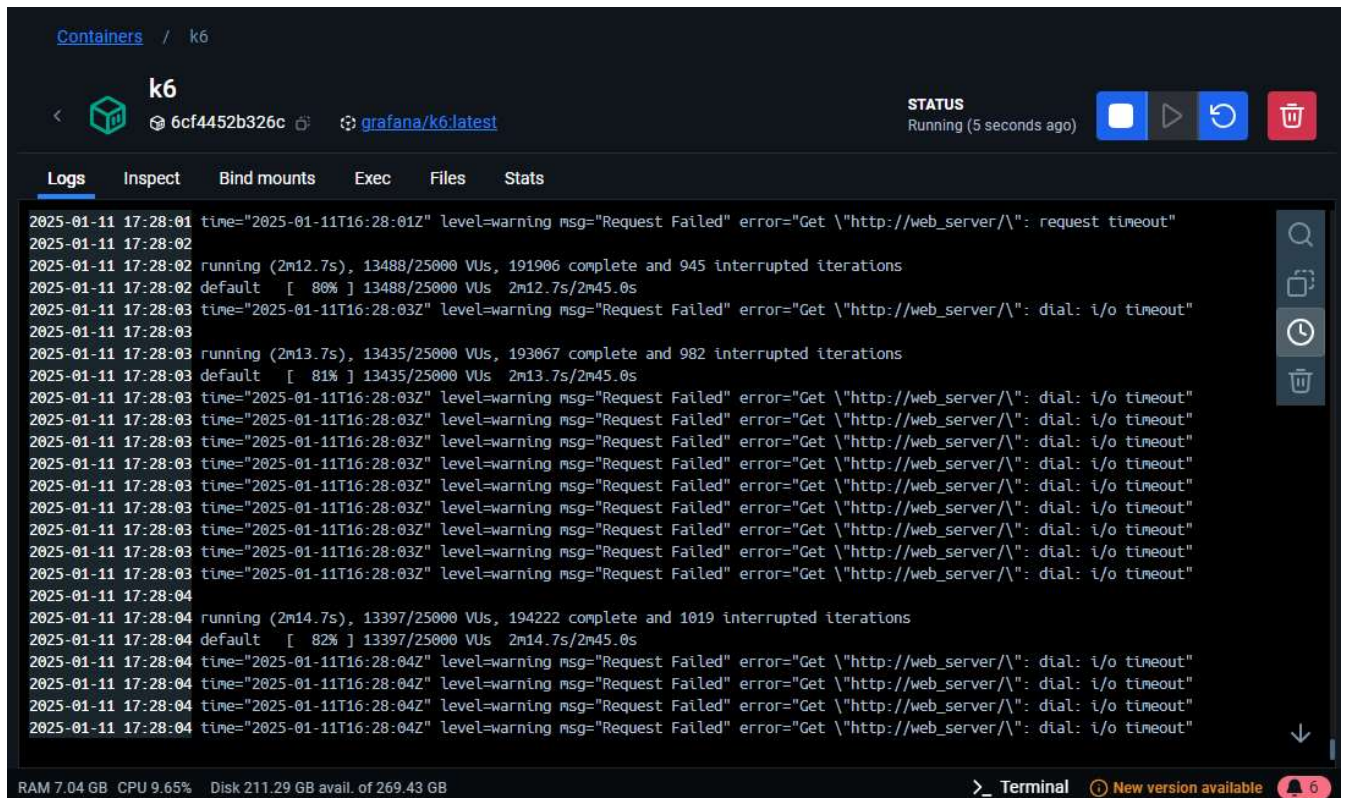 Containers / k6
k6
6cf4452b326c grafana/k6:latest
STATUS
Running (5 seconds ago)
Logs Inspect Bind mounts Exec Files Stats
2025-01-11 17:28:01 time="2025-01-11T16:28:01Z" level=warning msg="Request Failed" error="Get \"http://web_server/\": request timeout"
2025-01-11 17:28:02
2025-01-11 17:28:02 running (2m12.7s), 13488/25000 VUs, 191906 complete and 945 interrupted iterations
2025-01-11 17:28:02 default [ 80% ] 13488/25000 VUs 2m12.7s/2m45.0s
2025-01-11 17:28:03 time="2025-01-11T16:28:03Z" level=warning msg="Request Failed" error="Get \"http://web_server/\": dial: i/o timeout"
2025-01-11 17:28:03
2025-01-11 17:28:03 running (2m13.7s), 13435/25000 VUs, 193067 complete and 982 interrupted iterations
2025-01-11 17:28:03 default [ 81% ] 13435/25000 VUs 2m13.7s/2m45.0s
2025-01-11 17:28:03 time="2025-01-11T16:28:03Z" level=warning msg="Request Failed" error="Get \"http://web_server/\": dial: i/o timeout"
2025-01-11 17:28:03 time="2025-01-11T16:28:03Z" level=warning msg="Request Failed" error="Get \"http://web_server/\": dial: i/o timeout"
2025-01-11 17:28:03 time="2025-01-11T16:28:03Z" level=warning msg="Request Failed" error="Get \"http://web_server/\": dial: i/o timeout"
2025-01-11 17:28:03 time="2025-01-11T16:28:03Z" level=warning msg="Request Failed" error="Get \"http://web_server/\": dial: i/o timeout"
2025-01-11 17:28:03 time="2025-01-11T16:28:03Z" level=warning msg="Request Failed" error="Get \"http://web_server/\": dial: i/o timeout"
2025-01-11 17:28:03 time="2025-01-11T16:28:03Z" level=warning msg="Request Failed" error="Get \"http://web_server/\": dial: i/o timeout"
2025-01-11 17:28:03 time="2025-01-11T16:28:03Z" level=warning msg="Request Failed" error="Get \"http://web_server/\": dial: i/o timeout"
2025-01-11 17:28:03 time="2025-01-11T16:28:03Z" level=warning msg="Request Failed" error="Get \"http://web_server/\": dial: i/o timeout"
2025-01-11 17:28:03 time="2025-01-11T16:28:03Z" level=warning msg="Request Failed" error="Get \"http://web_server/\": dial: i/o timeout"
2025-01-11 17:28:04
2025-01-11 17:28:04 running (2m14.7s), 13397/25000 VUs, 194222 complete and 1019 interrupted iterations
2025-01-11 17:28:04 default [ 82% ] 13397/25000 VUs 2m14.7s/2m45.0s
2025-01-11 17:28:04 time="2025-01-11T16:28:04Z" level=warning msg="Request Failed" error="Get \"http://web_server/\": dial: i/o timeout"
2025-01-11 17:28:04 time="2025-01-11T16:28:04Z" level=warning msg="Request Failed" error="Get \"http://web_server/\": dial: i/o timeout"
2025-01-11 17:28:04 time="2025-01-11T16:28:04Z" level=warning msg="Request Failed" error="Get \"http://web_server/\": dial: i/o timeout"
2025-01-11 17:28:04 time="2025-01-11T16:28:04Z" level=warning msg="Request Failed" error="Get \"http://web_server/\": dial: i/o timeout"
RAM 7.04 GB CPU 9.65% Disk 211.29 GB avail. of 269.43 GB >_ Terminal New version available 6